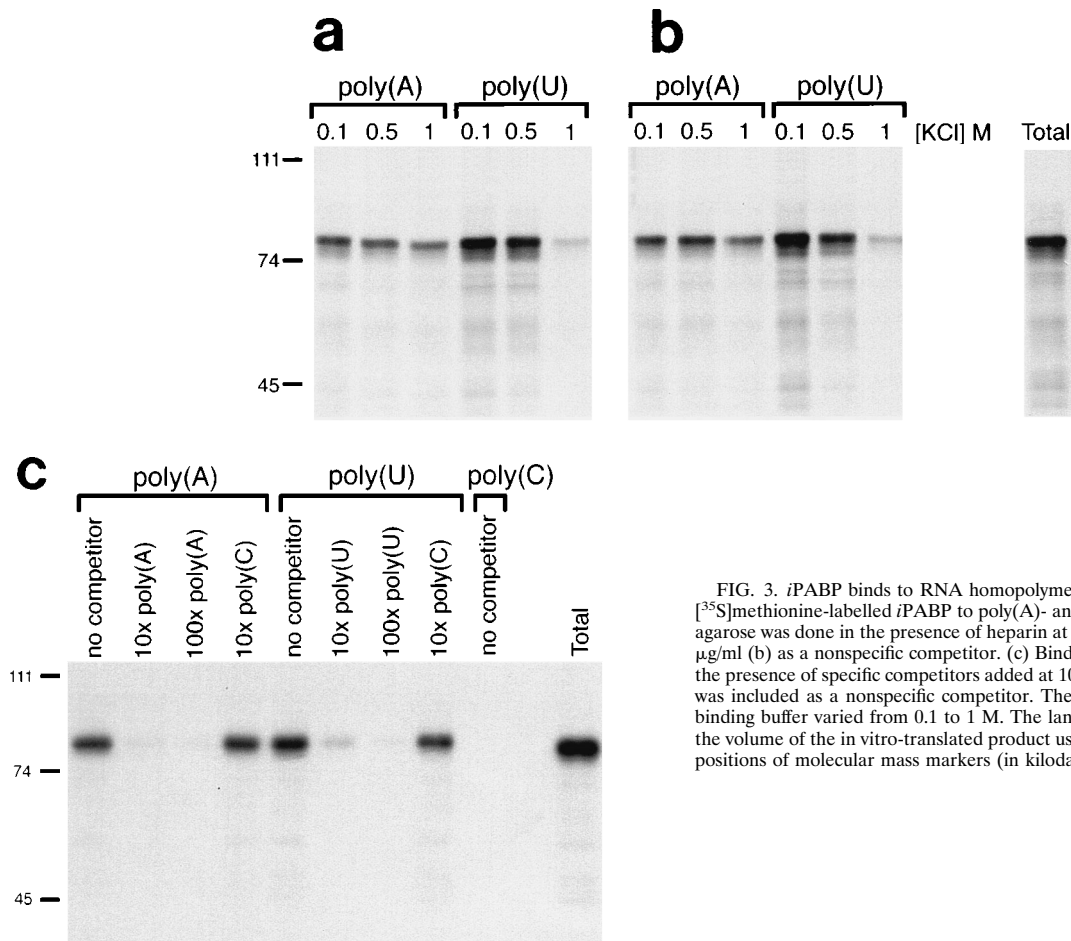 a
b
poly(A) poly(U) poly(A) poly(U)
0.1 0.5 1 0.1 0.5 1 0.1 0.5 1 0.1 0.5 1 [KCl] M Total
111
74
45
c
poly(A) poly(U) poly(C)
no competitor
10x poly(A)
100x poly(A)
10x poly(C)
no competitor
10x poly(U)
100x poly(U)
10x poly(C)
no competitor
Total
111
74
45
FIG. 3. iPABP binds to RNA homopolyme
[³⁵S]methionine-labelled iPABP to poly(A)- an
agarose was done in the presence of heparin at
μg/ml (b) as a nonspecific competitor. (c) Bind
the presence of specific competitors added at 10
was included as a nonspecific competitor. The
binding buffer varied from 0.1 to 1 M. The lan
the volume of the in vitro-translated product us
positions of molecular mass markers (in kiloda